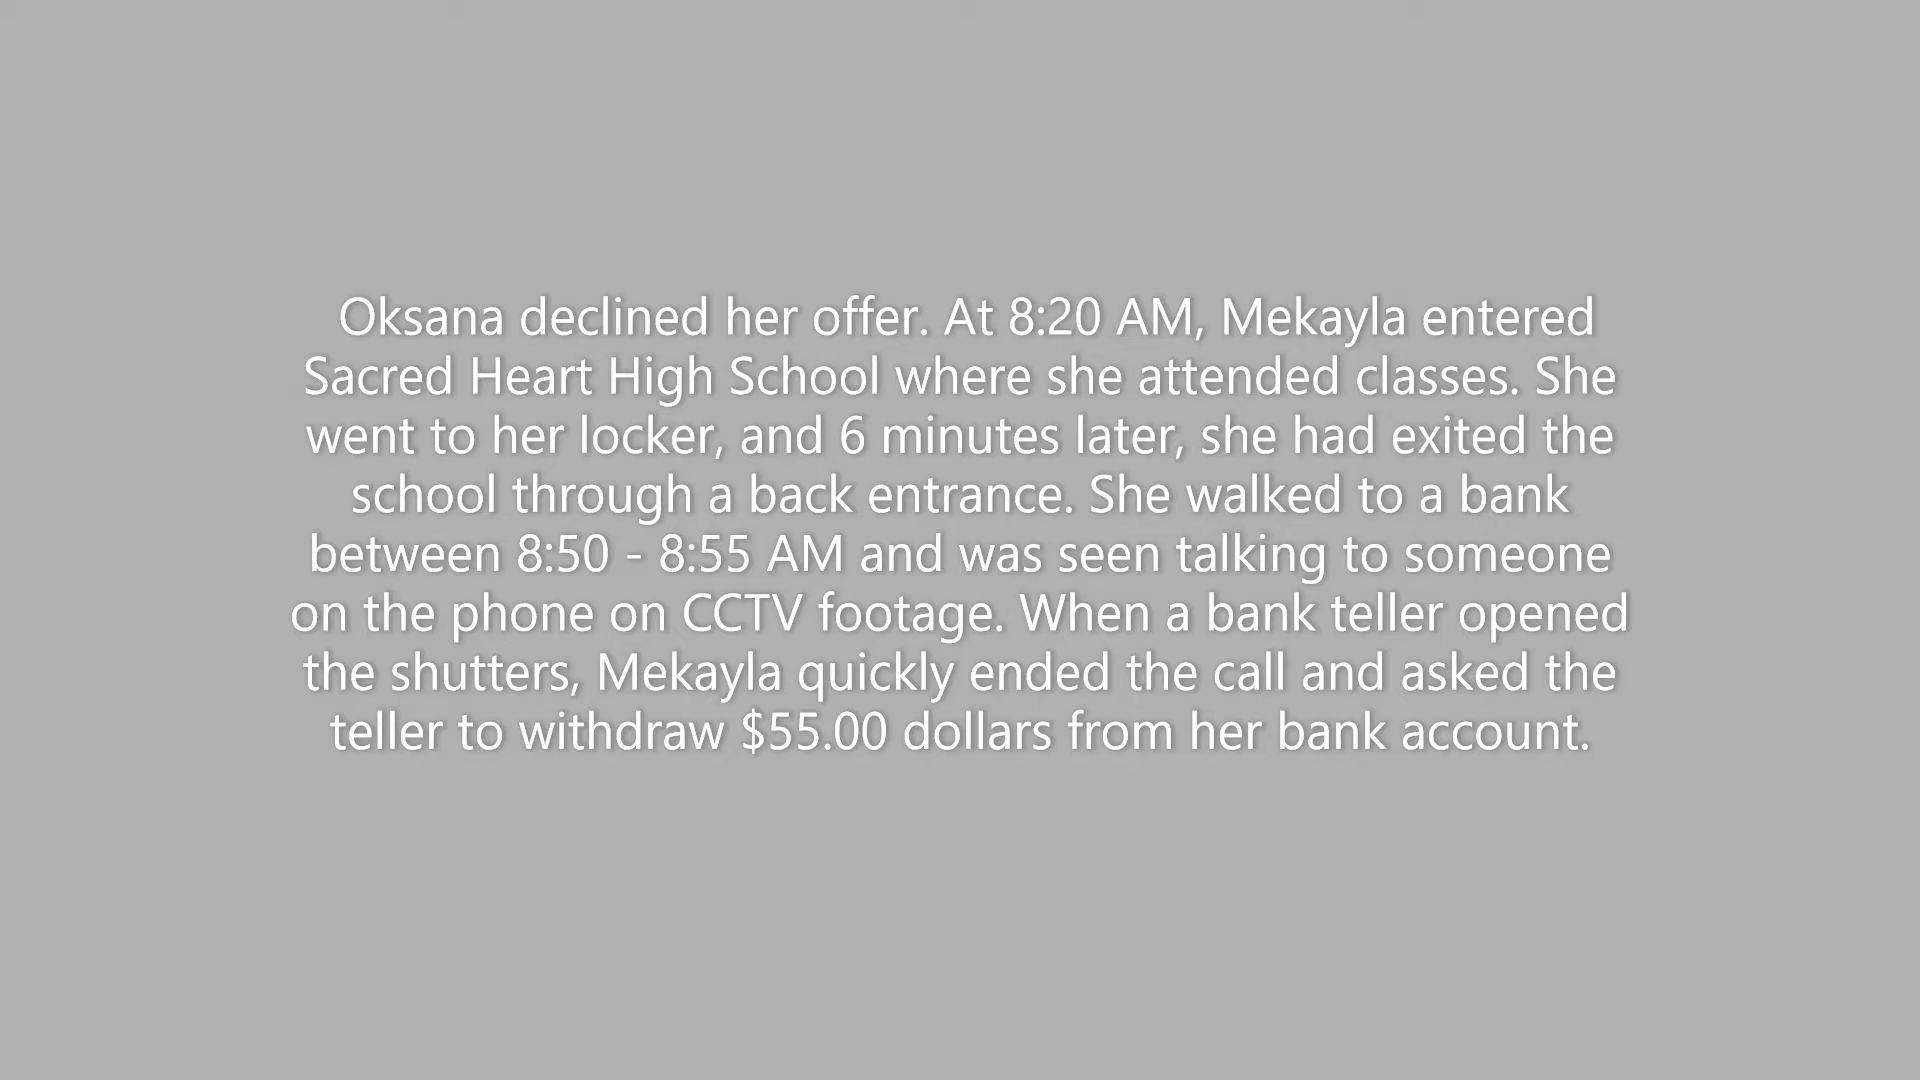 Oksana declined her offer. At 8:20 AM, Mekayla entered
Sacred Heart High School where she attended classes. She
went to her locker, and 6 minutes later, she had exited the
school through a back entrance. She walked to a bank
between 8:50 - 8:55 AM and was seen talking to someone
on the phone on CCTV footage. When a bank teller opened
the shutters, Mekayla quickly ended the call and asked the
teller to withdraw $55.00 dollars from her bank account.